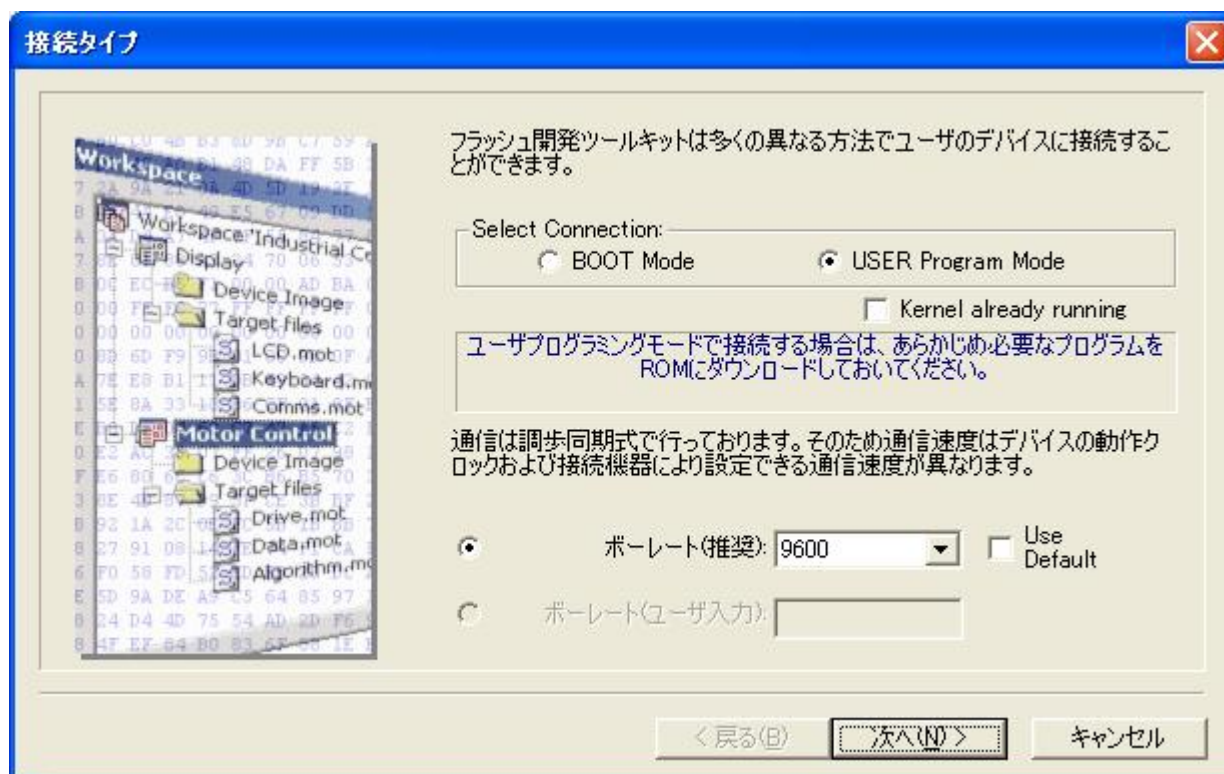 接続タイプ
フラッシュ開発ツールキットは多くの異なる方法でユーザのデバイスに接続するこ
とができます。
Select Connection:
BOOT Mode
USER Program Mode
Kernel already running
ユーザプログラミングモードで接続する場合は、あらかじめ必要なプログラムを
ROMにダウンロードしておいてください。
通信は調歩同期式で行っております。そのため通信速度はデバイスの動作ク
ロックおよび接続機器により設定できる通信速度が異なります。
ボーレート(推奨):
9600
Use
Default
ボーレート(ユーザ入力):
< 戻る(B)
次へ(N) >
キャンセル
Workspace
Workspace 'Industrial Co
Display
Device Image
Target files
LCD.mot
Keyboard.mo
Comms.mot
Motor Control
Device Image
Target files
Drive.mot
Data.mot
Algorithm.mo